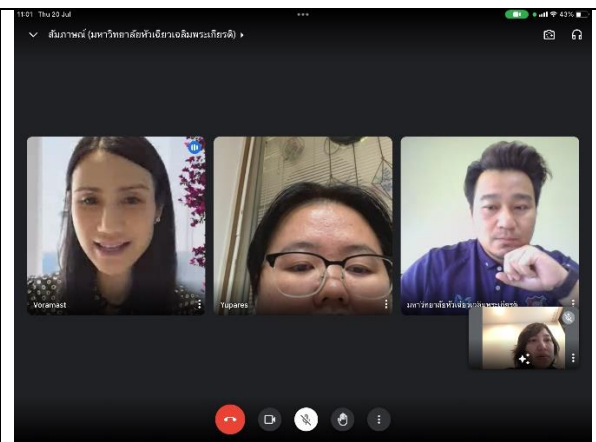 11:01 Thu 20 Jul
43%
สัมภาษณ์ (มหาวิทยาลัยหัวเฉียวเฉลิมพระเกียรติ)
Voramast
Yupares
มหาวิทยาลัยหัวเฉียวเฉลิมพระเกียรติ